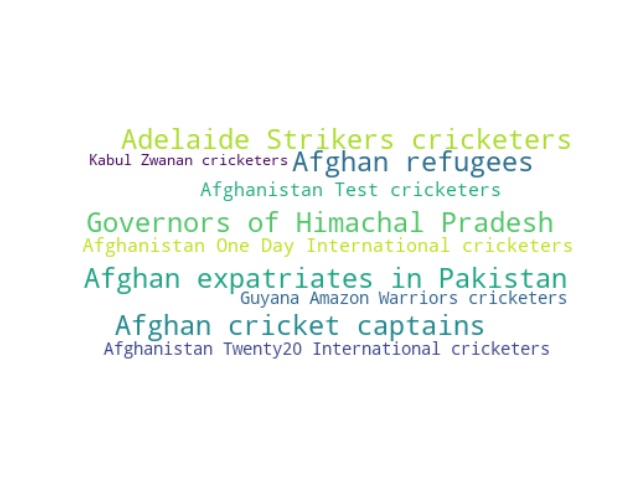 Adelaide Strikers cricketers
Kabul Zwanan cricketers Afghan refugees
Afghanistan Test cricketers
Governors of Himachal Pradesh
Afghanistan One Day International cricketers
Afghan expatriates in Pakistan
Guyana Amazon Warriors cricketers
Afghan cricket captains
Afghanistan Twenty20 International cricketers